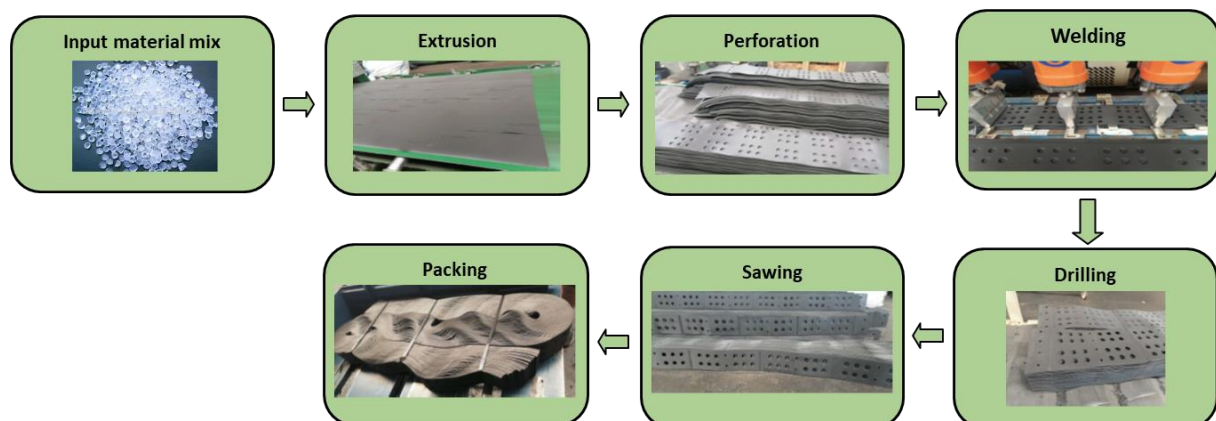 Input material mix
Extrusion
Perforation
Welding
Drilling
Sawing
Packing